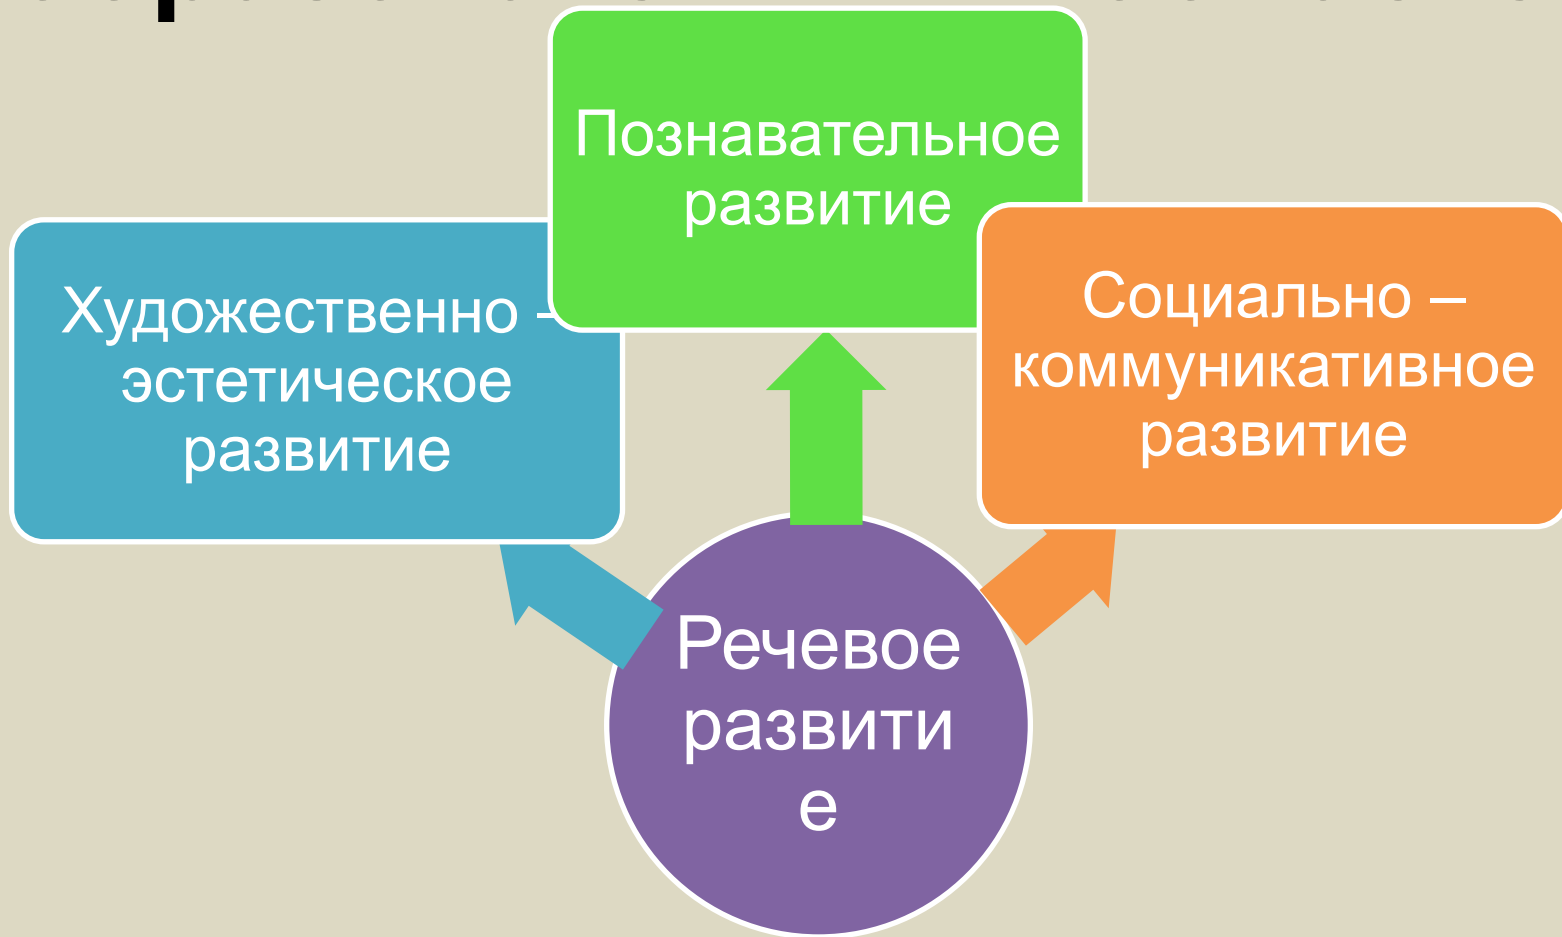 Познавательное
развитие
Художественно –
эстетическое
развитие
Социально –
коммуникативное
развитие
Речевое
развити
е